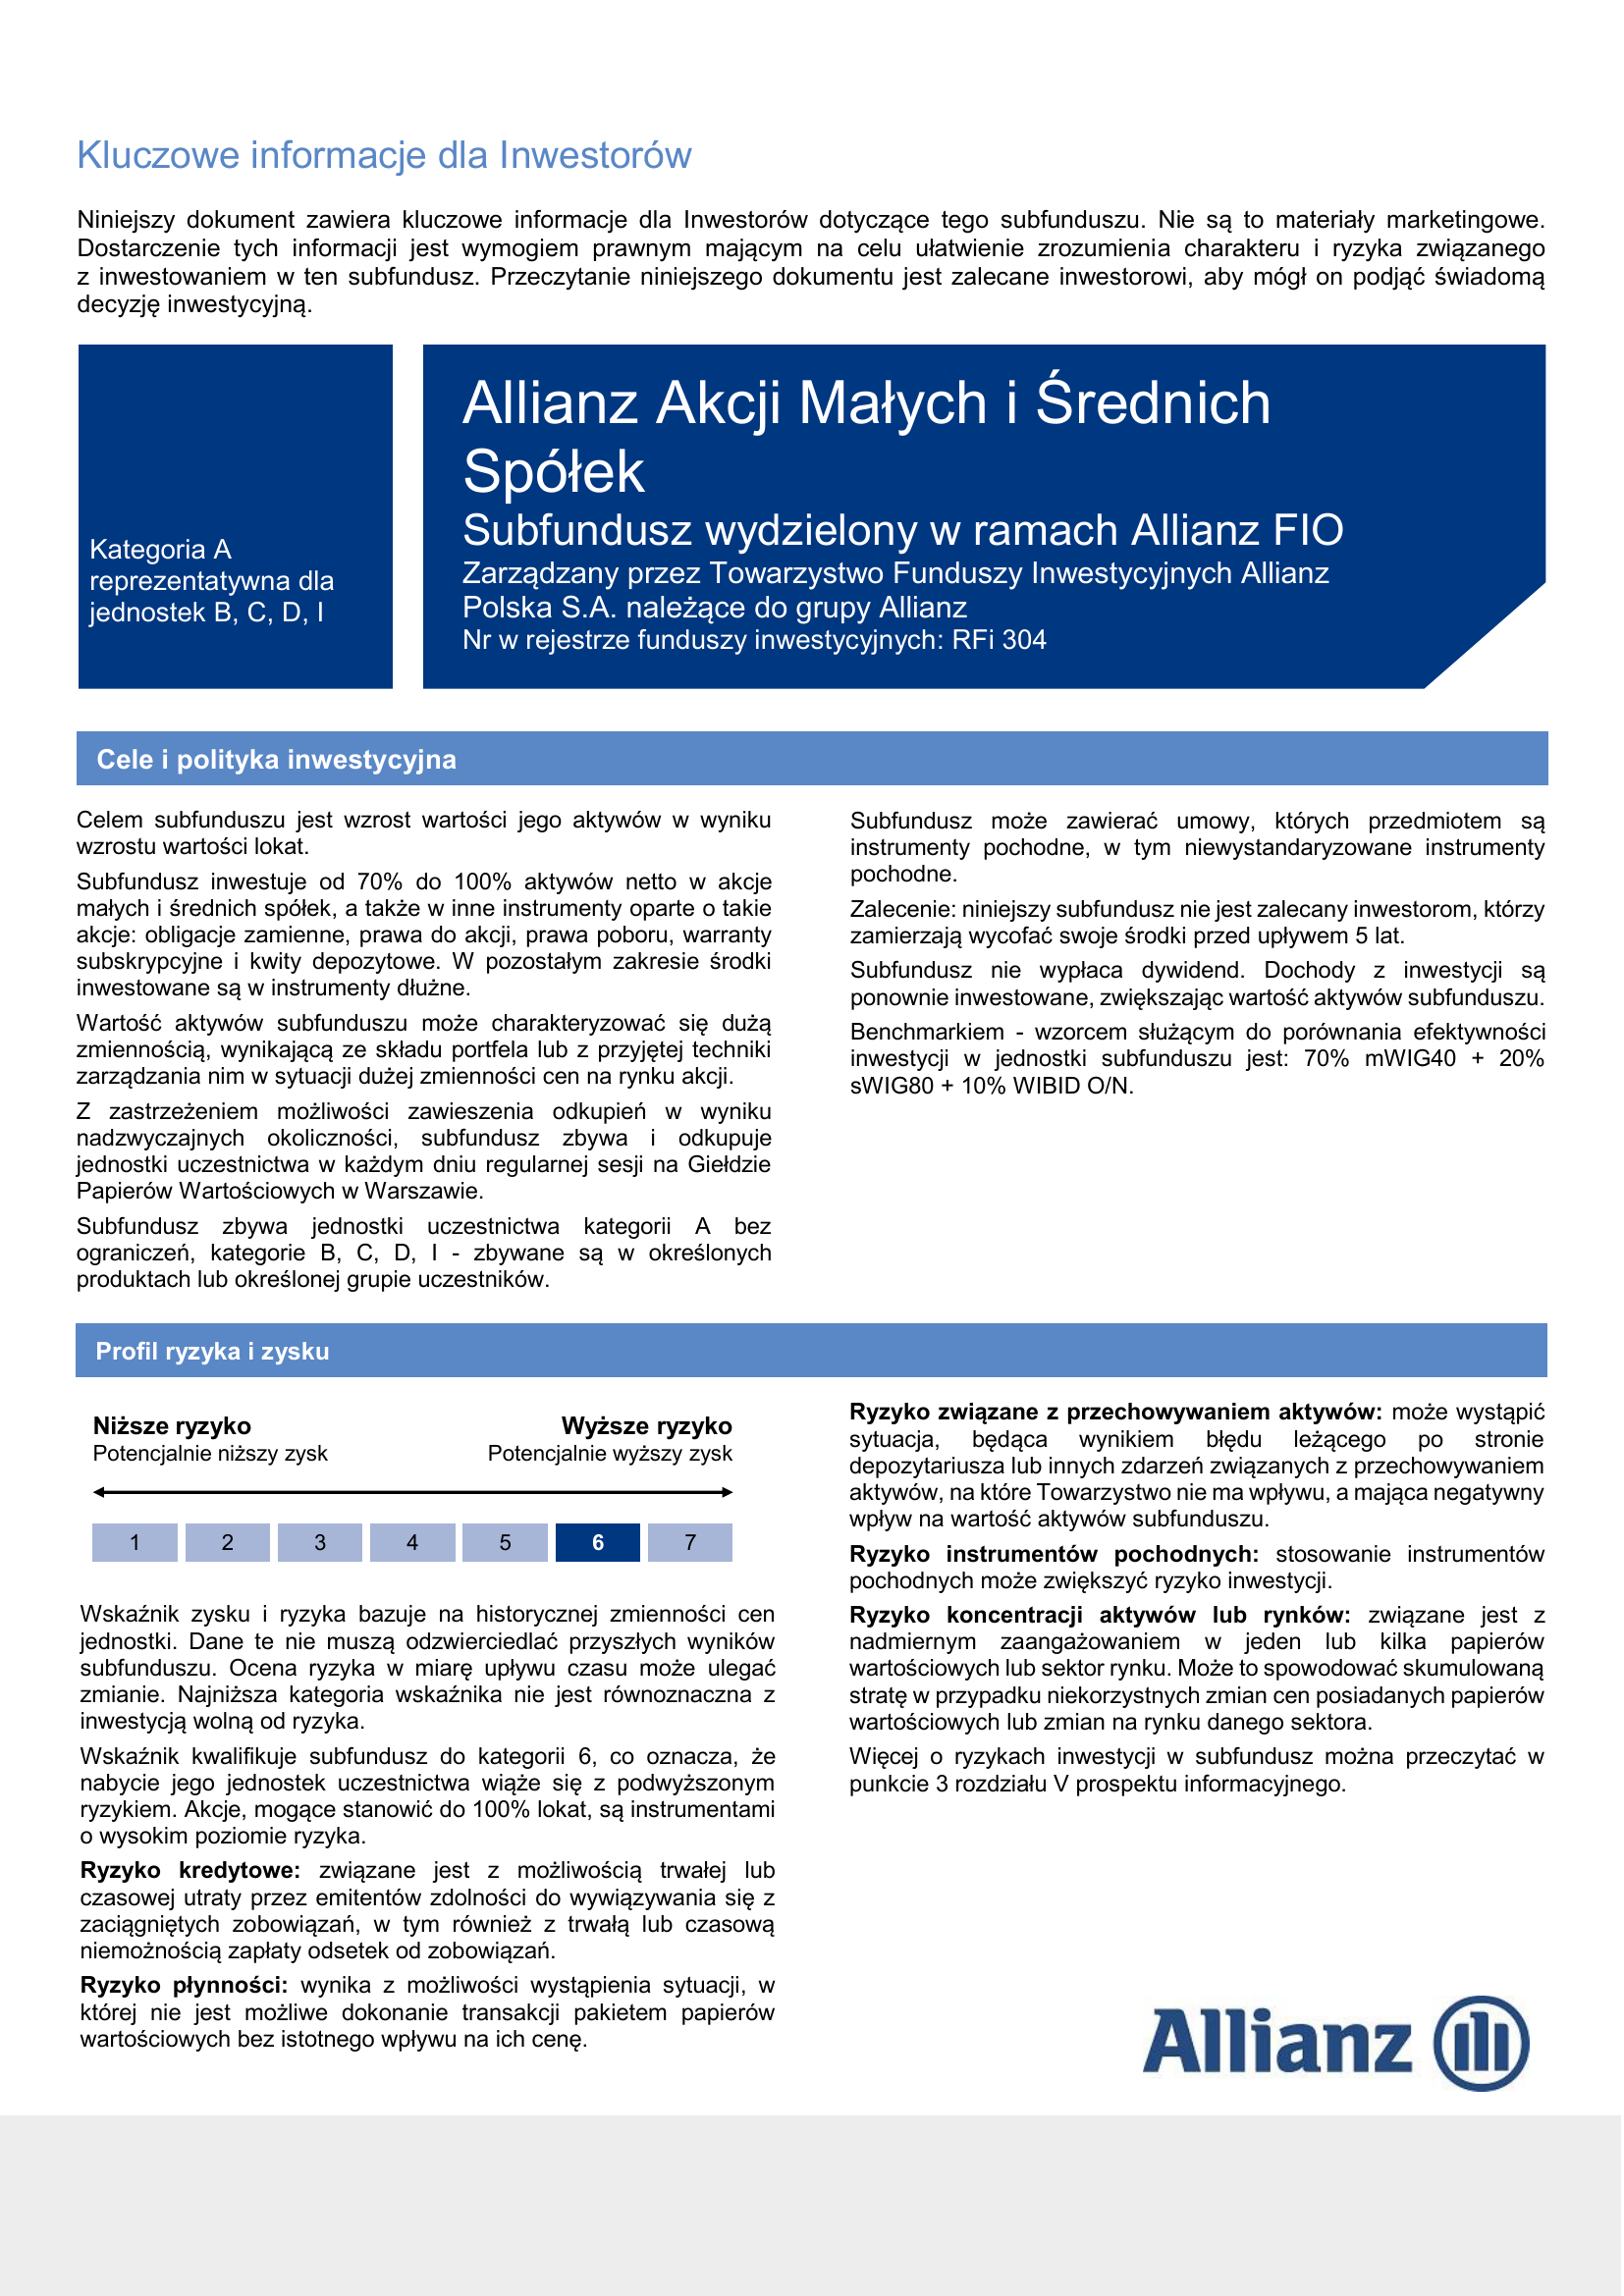 Kluczowe informacje dla Inwestorów
Niniejszy dokument zawiera kluczowe informacje dla Inwestorów dotyczące tego subfunduszu. Nie są to materiały marketingowe.
Dostarczenie tych informacji jest wymogiem prawnym mającym na celu ułatwienie zrozumienia charakteru i ryzyka związanego
z inwestowaniem w ten subfundusz. Przeczytanie niniejszego dokumentu jest zalecane inwestorowi, aby mógł on podjąć świadomą
decyzję inwestycyjną.
Kategoria A
reprezentatywna dla
jednostek B, C, D, I
Allianz Akcji Małych i Średnich
Spółek
Subfundusz wydzielony w ramach Allianz FIO
Zarządzany przez Towarzystwo Funduszy Inwestycyjnych Allianz
Polska S.A. należące do grupy Allianz
Nr w rejestrze funduszy inwestycyjnych: RFi 304
Cele i polityka inwestycyjna
Celem subfunduszu jest wzrost wartości jego aktywów w wyniku
wzrostu wartości lokat.
Subfundusz inwestuje od 70% do 100% aktywów netto w akcje
małych i średnich spółek, a także w inne instrumenty oparte o takie
akcje: obligacje zamienne, prawa do akcji, prawa poboru, warranty
subskrypcyjne i kwity depozytowe. W pozostałym zakresie środki
inwestowane są w instrumenty dłużne.
Wartość aktywów subfunduszu może charakteryzować się dużą
zmiennością, wynikającą ze składu portfela lub z przyjętej techniki
zarządzania nim w sytuacji dużej zmienności cen na rynku akcji.
Z zastrzeżeniem możliwości zawieszenia odkupień w wyniku
nadzwyczajnych okoliczności, subfundusz zbywa i odkupuje
jednostki uczestnictwa w każdym dniu regularnej sesji na Giełdzie
Papierów Wartościowych w Warszawie.
Subfundusz zbywa jednostki uczestnictwa kategorii A bez
ograniczeń, kategorie B, C, D, I - zbywane są w określonych
produktach lub określonej grupie uczestników.
Subfundusz może zawierać umowy, których przedmiotem są
instrumenty pochodne, w tym niewystandaryzowane instrumenty
pochodne.
Zalecenie: niniejszy subfundusz nie jest zalecany inwestorom, którzy
zamierzają wycofać swoje środki przed upływem 5 lat.
Subfundusz nie wypłaca dywidend. Dochody z inwestycji są
ponownie inwestowane, zwiększając wartość aktywów subfunduszu.
Benchmarkiem - wzorcem służącym do porównania efektywności
inwestycji w jednostki subfunduszu jest: 70% mWIG40 + 20%
sWIG80 + 10% WIBID O/N.
Profil ryzyka i zysku
Niższe ryzyko Wyższe ryzyko
Potencjalnie niższy zysk Potencjalnie wyższy zysk
1 2 3 4 5 6 7
Wskaźnik zysku i ryzyka bazuje na historycznej zmienności cen
jednostki. Dane te nie muszą odzwierciedlać przyszłych wyników
subfunduszu. Ocena ryzyka w miarę upływu czasu może ulegać
zmianie. Najniższa kategoria wskaźnika nie jest równoznaczna z
inwestycją wolną od ryzyka.
Wskaźnik kwalifikuje subfundusz do kategorii 6, co oznacza, że
nabycie jego jednostek uczestnictwa wiąże się z podwyższonym
ryzykiem. Akcje, mogące stanowić do 100% lokat, są instrumentami
o wysokim poziomie ryzyka.
Ryzyko kredytowe: związane jest z możliwością trwałej lub
czasowej utraty przez emitentów zdolności do wywiązywania się z
zaciągniętych zobowiązań, w tym również z trwałą lub czasową
niemożnością zapłaty odsetek od zobowiązań.
Ryzyko płynności: wynika z możliwości wystąpienia sytuacji, w
której nie jest możliwe dokonanie transakcji pakietem papierów
wartościowych bez istotnego wpływu na ich cenę.
Ryzyko związane z przechowywaniem aktywów: może wystąpić
sytuacja, będąca wynikiem błędu leżącego po stronie
depozytariusza lub innych zdarzeń związanych z przechowywaniem
aktywów, na które Towarzystwo nie ma wpływu, a mająca negatywny
wpływ na wartość aktywów subfunduszu.
Ryzyko instrumentów pochodnych: stosowanie instrumentów
pochodnych może zwiększyć ryzyko inwestycji.
Ryzyko koncentracji aktywów lub rynków: związane jest z
nadmiernym zaangażowaniem w jeden lub kilka papierów
wartościowych lub sektor rynku. Może to spowodować skumulowaną
stratę w przypadku niekorzystnych zmian cen posiadanych papierów
wartościowych lub zmian na rynku danego sektora.
Więcej o ryzykach inwestycji w subfundusz można przeczytać w
punkcie 3 rozdziału V prospektu informacyjnego.
Allianz